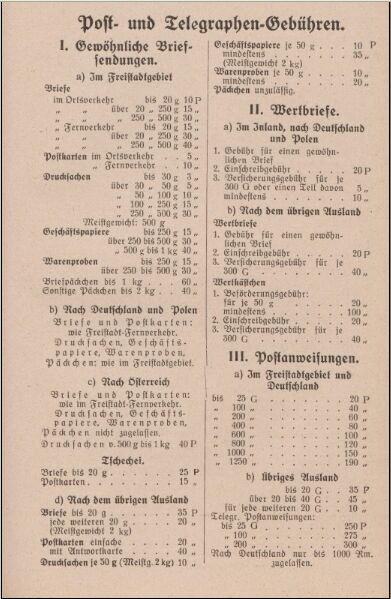 Post- und Telegraphen-Gebühren.
I. Gewöhnliche Brief-
sendungen.
a) Im Freistadtgebiet
Briefe
im Ortsverkehr bis 20 g 10 P
„ „ über 20 „ 250 g 15 „
„ „ „ 250 „ 500 g 30 „
„ Fernverkehr bis 20 g 15 „
„ „ über 20 „ 250 g 30 „
„ „ „ 250 „ 500 g 40 „
Postkarten im Ortsverkehr . . 5 „
„ Fernverkehr . . 10 „
Drucksachen bis 30 g 3 „
über 30 „ 50 g 5 „
„ 50 „ 100 g 10 „
„ 100 „ 250 g 15 „
„ 250 „ 500 g 30 „
Meistgewicht: 500 g
Geschäftspapiere bis 250 g 15 „
über 250 bis 500 g 30 „
„ 500 g bis 1 kg 40 „
Warenproben bis 250 g 15 „
über 250 bis 500 g 30 „
Briefpäckchen bis 1 kg . . . 60 „
Sonstige Päckchen bis 2 kg . . 40 „
b) Nach Deutschland und Polen
Briefe und Postkarten:
wie Freistadt-Fernverkehr.
Drucksachen, Geschäfts-
papiere, Warenproben,
Päckchen: wie im Freistadtgebiet.
c) Nach Österreich
Briefe und Postkarten:
wie im Freistadt-Fernverkehr.
Drucksachen, Geschäfts-
papiere, Warenproben,
Päckchen nicht zugelassen.
Drucksachen v. 500 g bis 1 kg 40 P
Tschechei.
Briefe bis 20 g . . . . . 25 P
Postkarten . . . . . . . 15 „
d) Nach dem übrigen Ausland
Briefe bis 20 g . . . . . 35 P
jede weiteren 20 g . . . 20 „
(Meistgewicht 2 kg)
Postkarten einfache . . . 20 „
mit Antwortkarte . . . 40 „
Drucksachen je 50 g (Meistg. 2 kg) 10 „
Geschäftspapiere je 50 g . . . 10 P
mindestens . . . . . . 35 „
(Meistgewicht 2 kg)
Warenproben je 50 g . . . . 10 „
mindestens . . . . . . 20 „
Päckchen unzulässig.
II. Wertbriefe.
a) Im Inland, nach Deutschland
und Polen
1. Gebühr für einen gewöhn-
lichen Brief
2. Einschreibgebühr . . . . 20 P
3. Versicherungsgebühr für je
300 G oder einen Teil davon 5 „
mindestens . . . . . . 10 „
b) Nach dem übrigen Ausland
Wertbriefe
1. Gebühr für einen gewöhn-
lichen Brief
2. Einschreibgebühr . . . . 20 P
3. Versicherungsgebühr für je
300 G . . . . . . . 40 „
Wertkästchen
1. Beförderungsgebühr:
für je 50 g . . . . . 20 „
mindestens . . . . . 100 „
2. Einschreibgebühr . . . . 20 „
3. Versicherungsgebühr für je
300 G . . . . . . . 40 „
III. Postanweisungen.
a) Im Freistadtgebiet und
Deutschland
bis 25 G . . . . . . 20 P
„ 100 „ . . . . . . 40 „
„ 200 „ . . . . . . 60 „
„ 400 „ . . . . . . 80 „
„ 600 „ . . . . . . 100 „
„ 800 „ . . . . . . 120 „
„ 1000 „ . . . . . . 150 „
„ 1250 „ . . . . . . 190 „
b) Übriges Ausland
bis 20 G . . 35 P
über 20 bis 40 G . . 45 „
für jede weiteren 20 G . . 10 „
Telegr. Postanweisungen:
bis 25 G . . . . . . 250 P
„ 100 „ . . . . . . 275 „
„ 200 „ . . . . . . 300 „
Nach Deutschland nur bis 1000 Rm.
zugelassen.